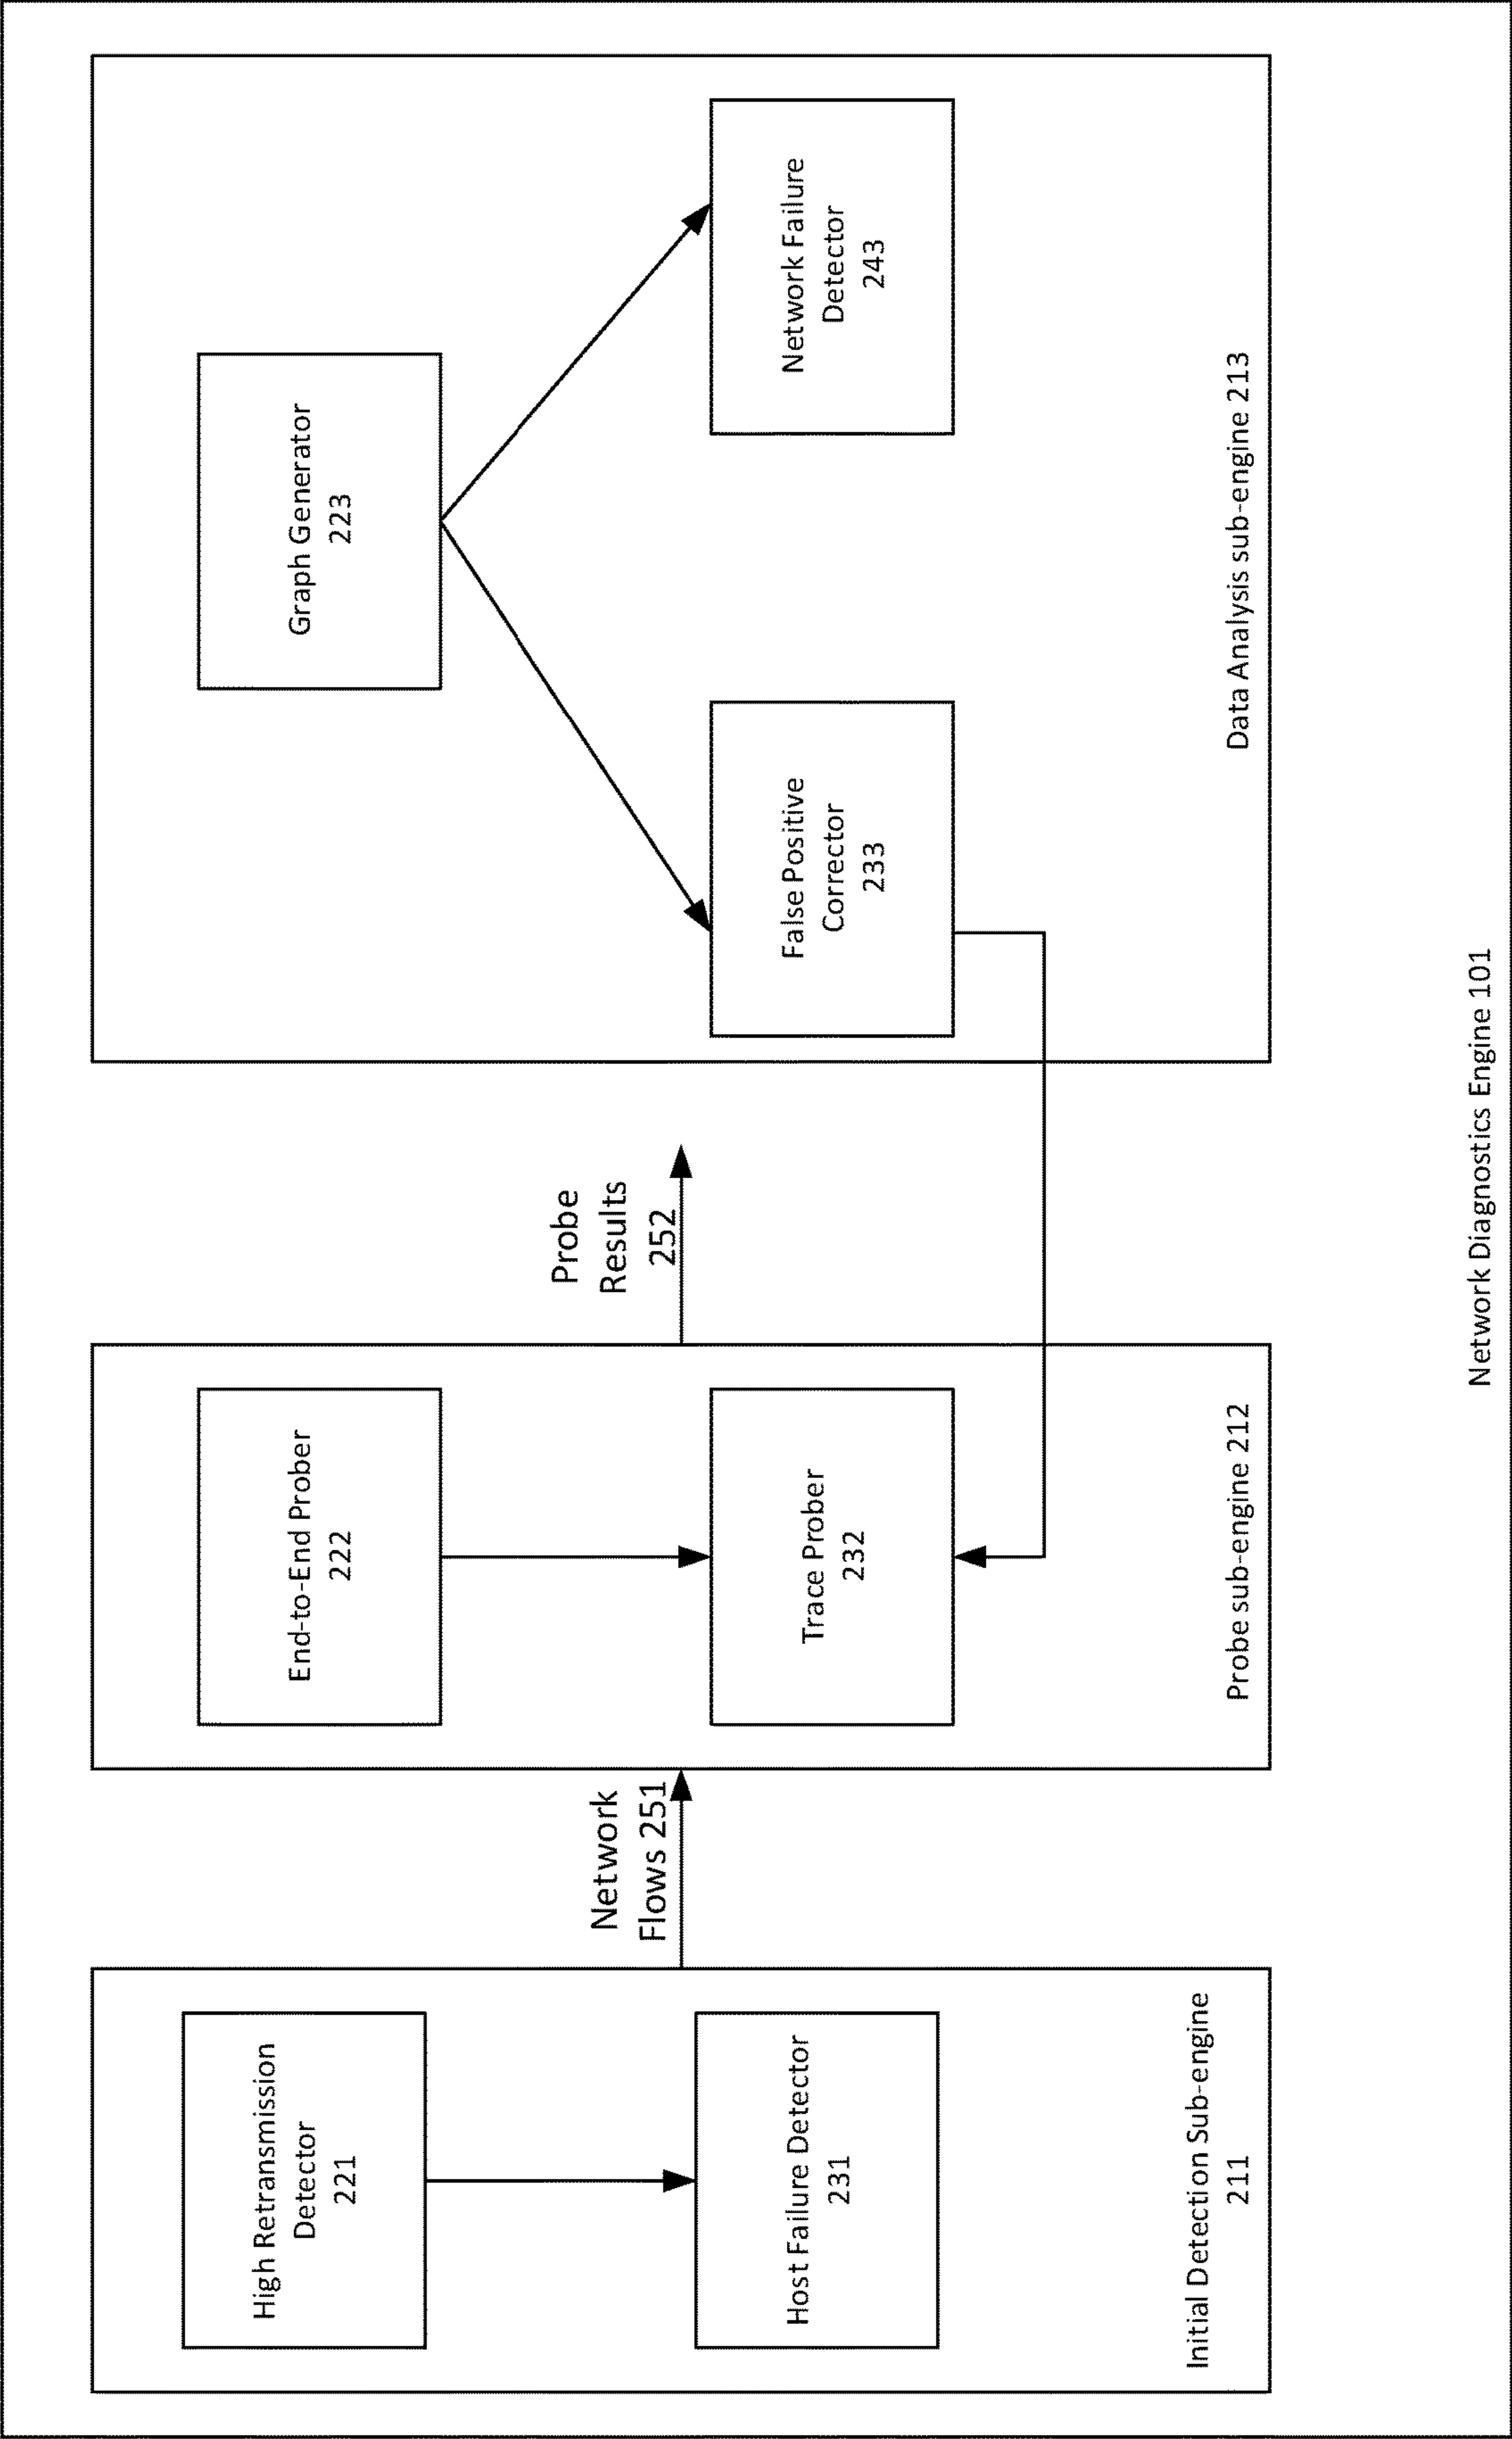 High Retransmission
Detector
221
Host Failure Detector
231
Initial Detection Sub-engine
211
Network
Flows 251
End-to-End Prober
222
Trace Prober
232
Probe sub-engine 212
Probe
Results
252
Graph Generator
223
False Positive
Corrector
233
Network Failure
Detector
243
Data Analysis sub-engine 213
Network Diagnostics Engine 101